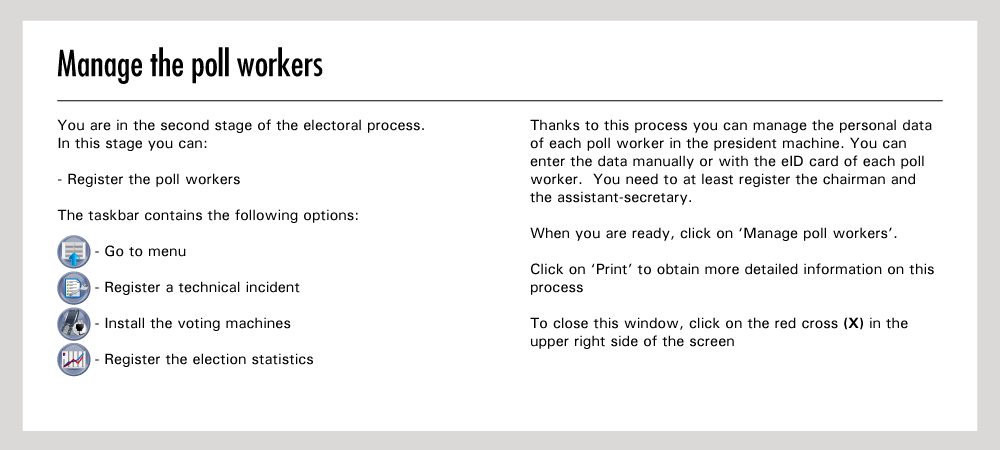 Manage the poll workers
You are in the second stage of the electoral process.
In this stage you can:
- Register the poll workers
The taskbar contains the following options:
- Go to menu
- Register a technical incident
- Install the voting machines
- Register the election statistics
Thanks to this process you can manage the personal data
of each poll worker in the president machine. You can
enter the data manually or with the eID card of each poll
worker.  You need to at least register the chairman and
the assistant-secretary.
When you are ready, click on ‘Manage poll workers’.
Click on ‘Print’ to obtain more detailed information on this
process
To close this window, click on the red cross (X) in the
upper right side of the screen